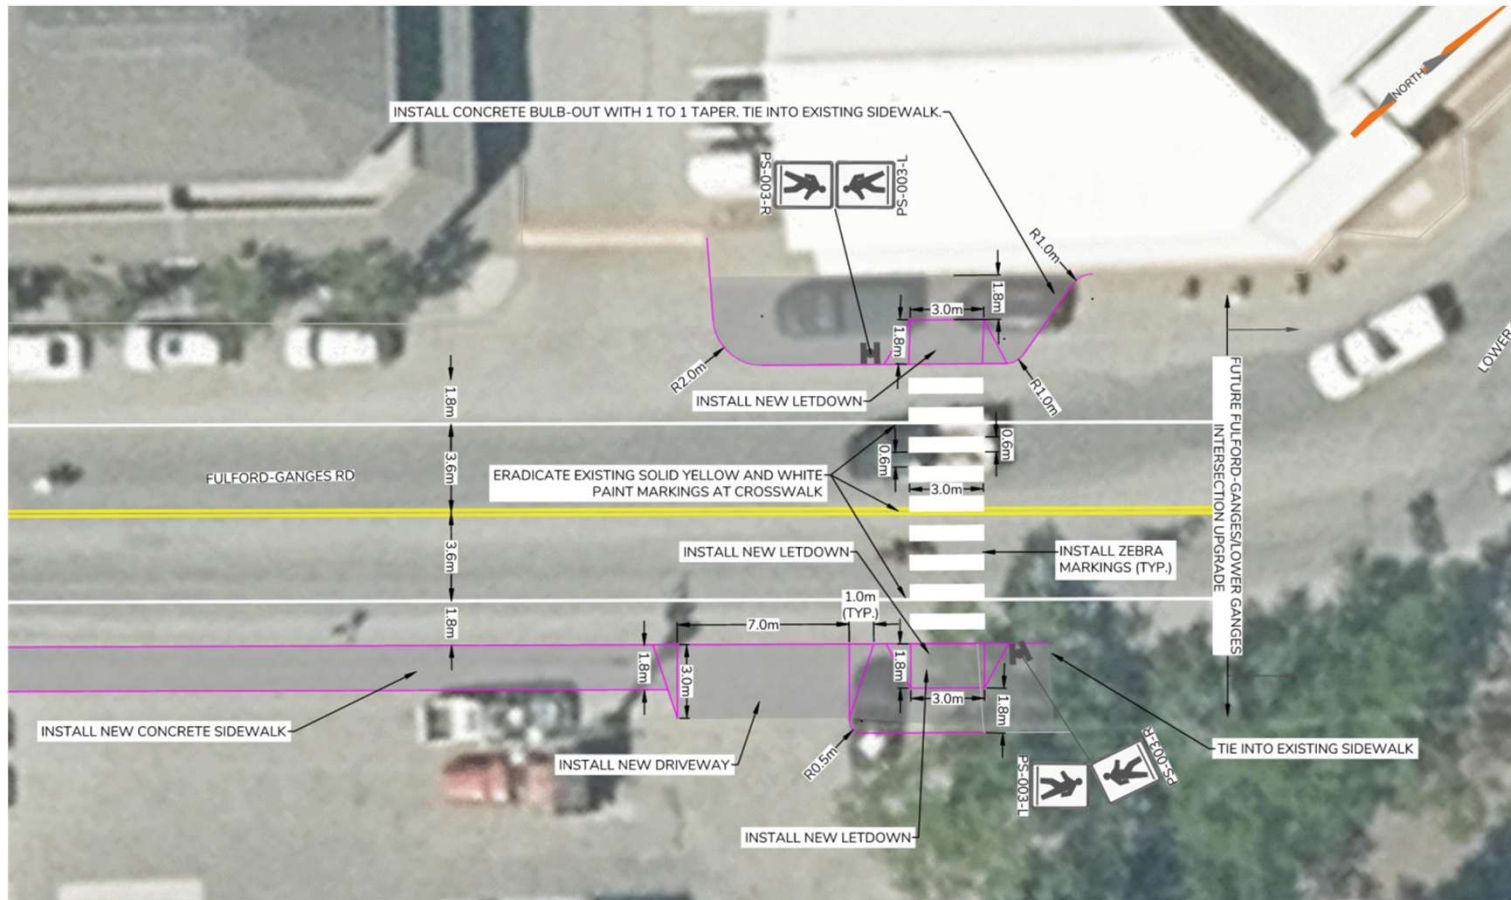 NORTH
INSTALL CONCRETE BULB-OUT WITH 1 TO 1 TAPER. TIE INTO EXISTING SIDEWALK.
PS-003-R
PS-003-L
R1.0m
1.8m
3.0m
1.8m
R2.0m
R1.0m
INSTALL NEW LETDOWN
LOWER
1.8m
3.6m
FULFORD-GANGES RD
ERADICATE EXISTING SOLID YELLOW AND WHITE
PAINT MARKINGS AT CROSSWALK
0.6m
0.6m
3.0m
FUTURE FULFORD-GANGES/LOWER GANGES
INTERSECTION UPGRADE
3.6m
INSTALL NEW LETDOWN
INSTALL ZEBRA
MARKINGS (TYP.)
1.0m
(TYP.)
1.8m
7.0m
1.8m
3.0m
1.8m
3.0m
1.8m
INSTALL NEW CONCRETE SIDEWALK
INSTALL NEW DRIVEWAY
R0.5m
TIE INTO EXISTING SIDEWALK
PS-003-L
PS-003-R
INSTALL NEW LETDOWN